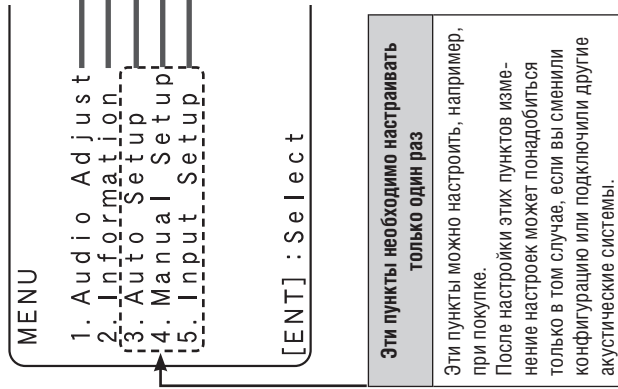 MENU
1. Audio Adjust
2. Information
3. Auto Setup
4. Manual Setup
5. Input Setup
[ENT] :Select
Эти пункты необходимо настраивать
только один раз
Эти пункты можно настроить, например,
при покупке.
После настройки этих пунктов изме-
нение настроек может понадобиться
только в том случае, если вы сменили
конфигурацию или подключили другие
акустические системы.